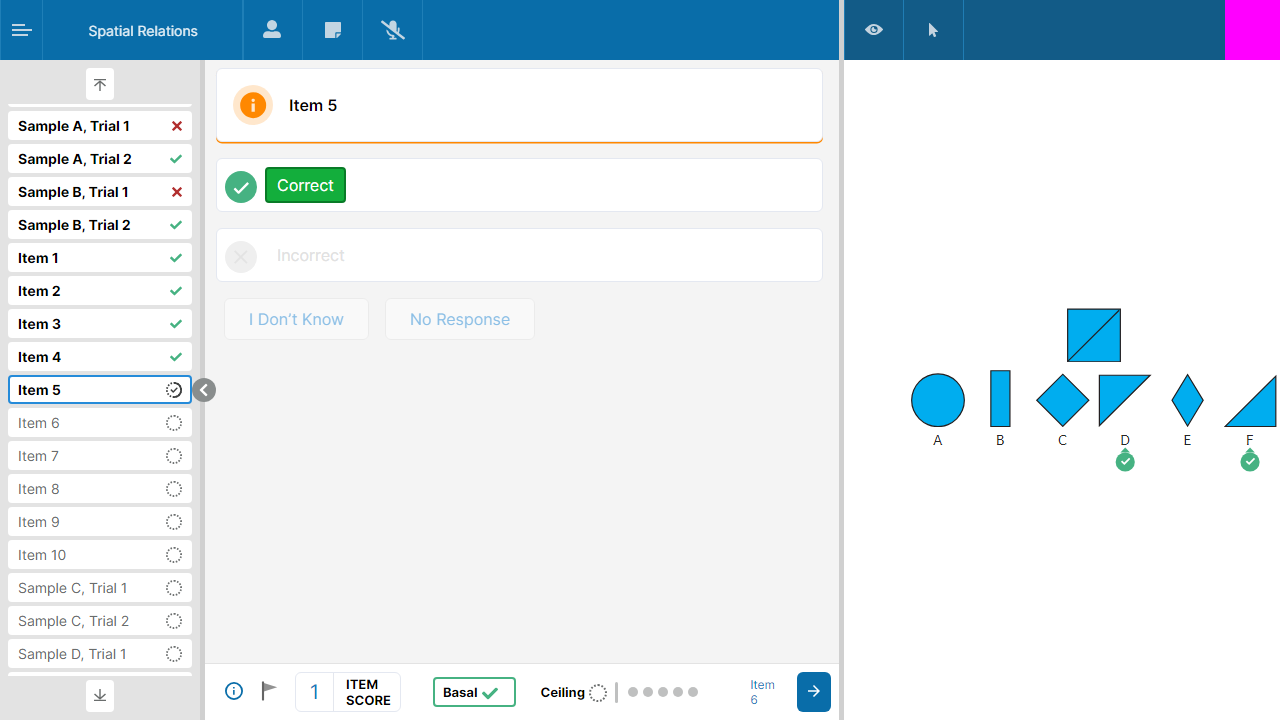 Spatial Relations
Sample A, Trial 1
Sample A, Trial 2
Sample B, Trial 1
Sample B, Trial 2
Item 1
Item 2
Item 3
Item 4
Item 5
Item 6
Item 7
Item 8
Item 9
Item 10
Sample C, Trial 1
Sample C, Trial 2
Sample D, Trial 1
Item 5
Correct
Incorrect
I Don't Know
No Response
1
ITEM
SCORE
Basal
Ceiling
Item
6
A B C D E F